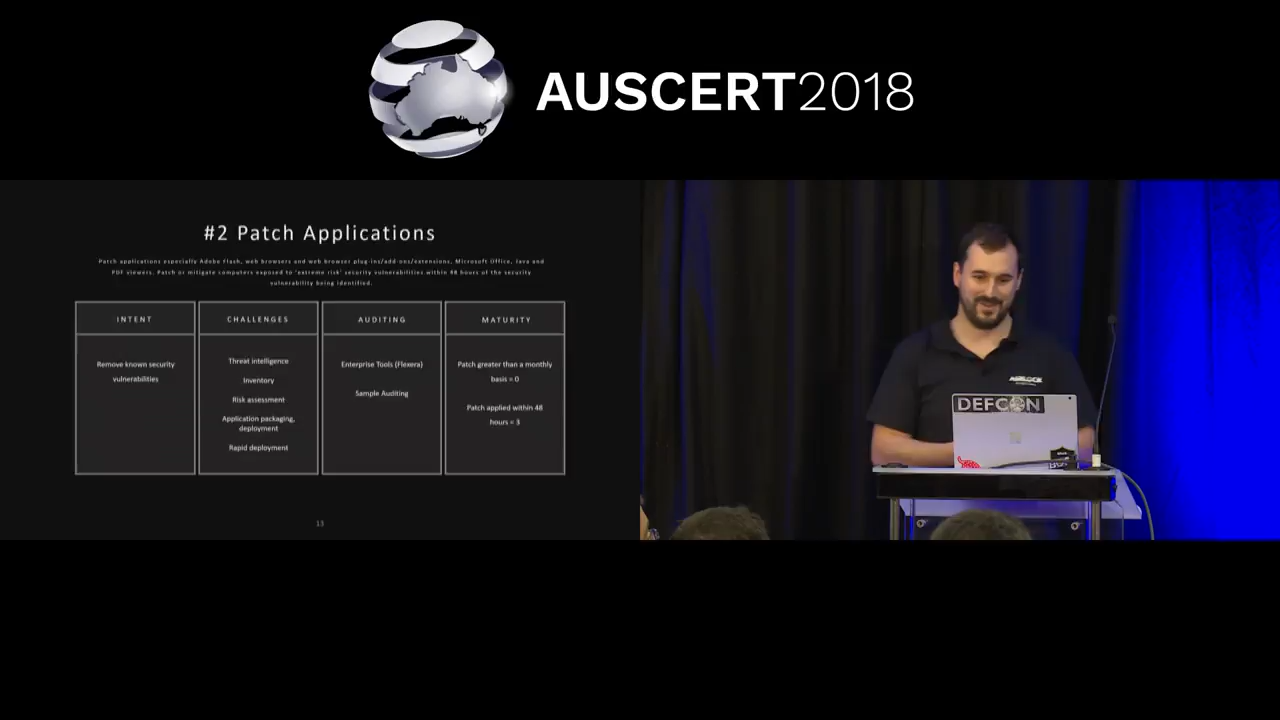 AUSCERT2018
#2 Patch Applications
Patch applications especially Adobe Flash, web browsers and web browser plug-ins/add-ons/extensions, Microsoft Office, Java and
PDF viewers. Patch or mitigate computers exposed to 'extreme risk' security vulnerabilities within 48 hours of the security
vulnerability being identified.
INTENT
Remove known security
vulnerabilities
CHALLENGES
Threat intelligence
Inventory
Risk assessment
Application packaging,
deployment
Rapid deployment
AUDITING
Enterprise Tools (Flexera)
Sample Auditing
MATURITY
Patch greater than a monthly
basis = 0
Patch applied within 48
hours = 3
13
DEFCON